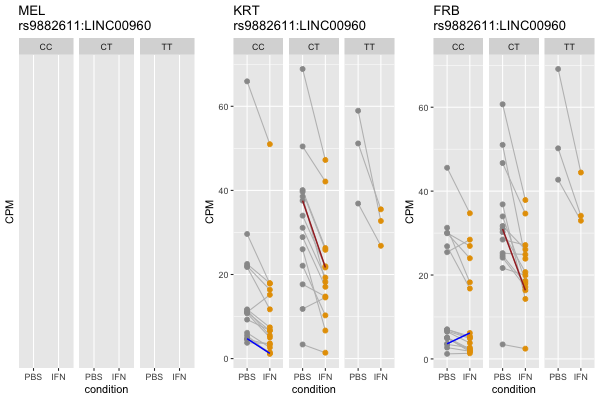 MEL
rs9882611:LINC00960
CC CT TT
CPM
PBS IFN PBS IFN PBS IFN
condition
KRT
rs9882611:LINC00960
CC CT TT
60
40
20
0
CPM
PBS IFN PBS IFN PBS IFN
condition
FRB
rs9882611:LINC00960
CC CT TT
60
40
20
0
CPM
PBS IFN PBS IFN PBS IFN
condition